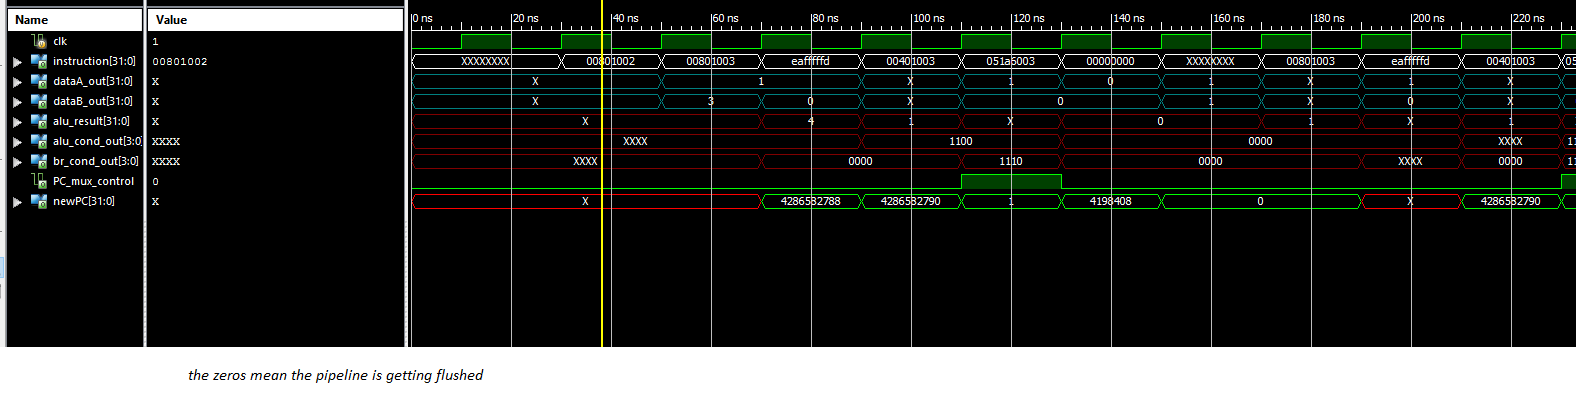 Name Value 0 ns 20 ns 40 ns 60 ns 80 ns 100 ns 120 ns 140 ns 160 ns 180 ns 200 ns 220 ns
clk 1
instruction[31:0] 00801002 XXXXXXXX 00801002 00801003 eafffffd 00401003 051a5003 00000000 XXXXXXXX 00801003 eafffffd 00401003 05
dataA_out[31:0] X X 1 X 1 0 1 X 1 X
dataB_out[31:0] X X 3 0 X 0 1 X 0 X
alu_result[31:0] X X 4 1 X 0 1 X 1
alu_cond_out[3:0] XXXX XXXX 1100 0000 XXXX 11
br_cond_out[3:0] XXXX XXXX 0000 1110 0000 XXXX 0000 11
PC_mux_control 0
newPC[31:0] X X 4286582788 4286582790 1 4198408 0 X 4286582790
the zeros mean the pipeline is getting flushed